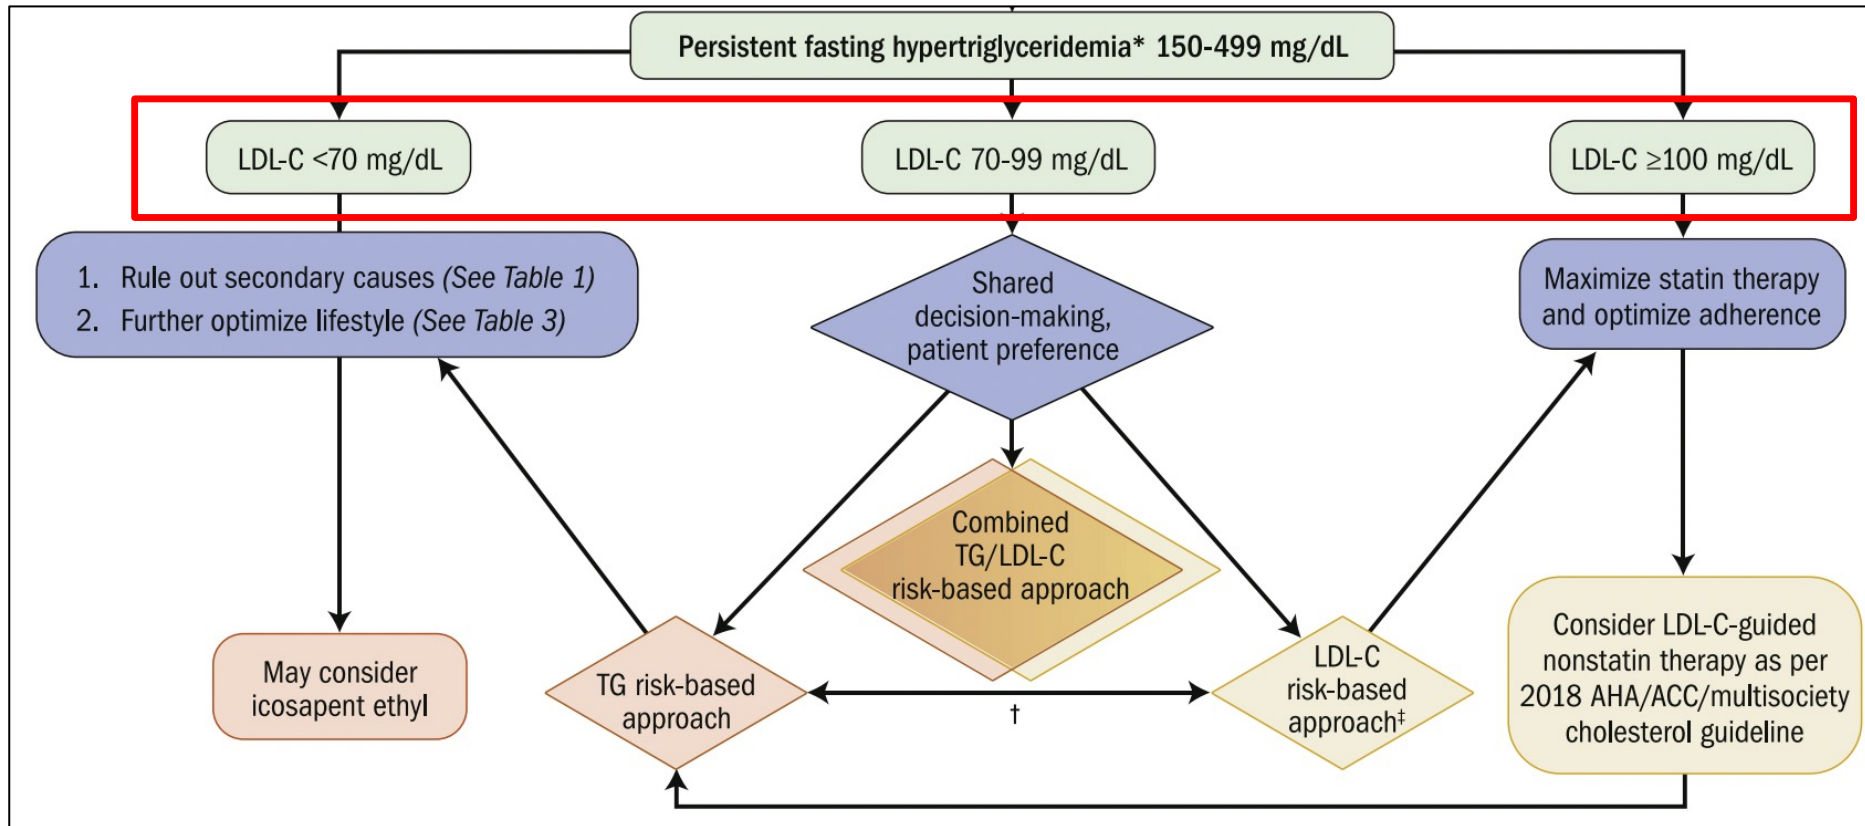 Persistent fasting hypertriglyceridemia* 150-499 mg/dL
LDL-C <70 mg/dL
LDL-C 70-99 mg/dL
LDL-C ≥100 mg/dL
1. Rule out secondary causes (See Table 1)
2. Further optimize lifestyle (See Table 3)
Shared
decision-making,
patient preference
Maximize statin therapy
and optimize adherence
Combined
TG/LDL-C
risk-based approach
May consider
icosapent ethyl
TG risk-based
approach
†
LDL-C
risk-based
approach‡
Consider LDL-C-guided
nonstatin therapy as per
2018 AHA/ACC/multisociety
cholesterol guideline